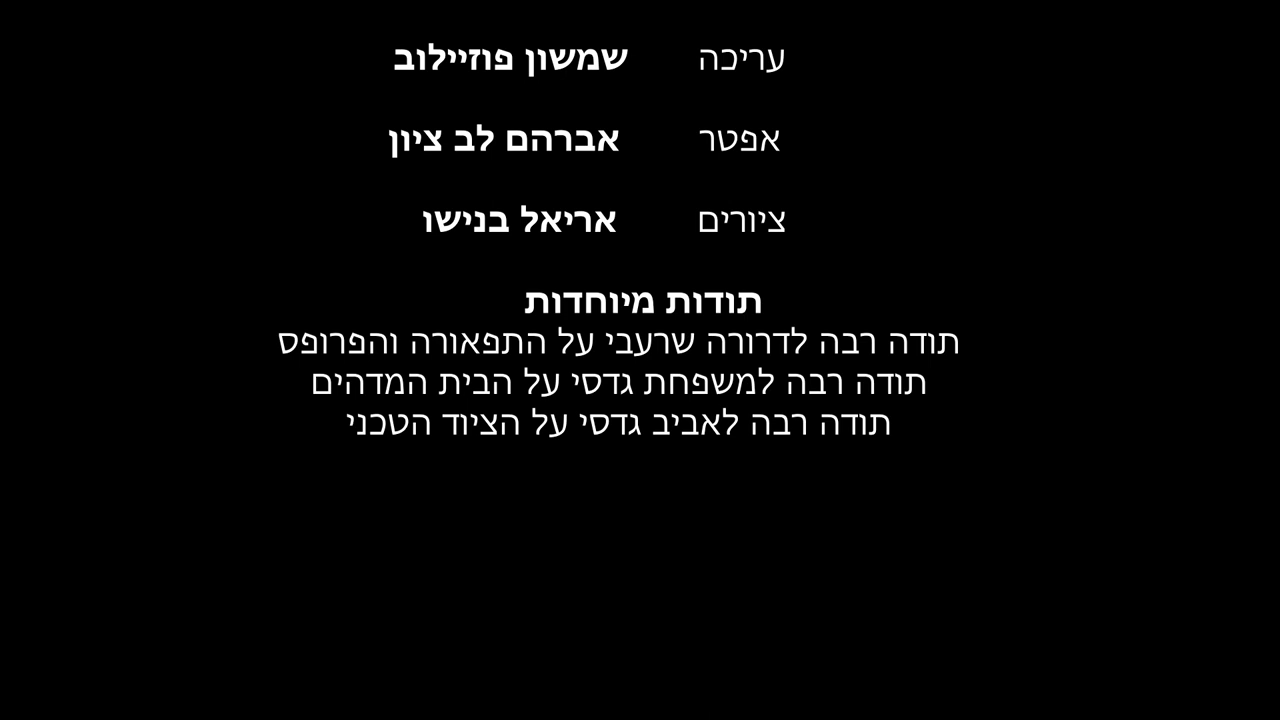 עריכה שמשון פוזיילוב
אפטר אברהם לב ציון
ציורים אריאל בנישו
תודות מיוחדות
תודה רבה לדרורה שרעבי על התפאורה והפרופס
תודה רבה למשפחת גדסי על הבית המדהים
תודה רבה לאביב גדסי על הציוד הטכני